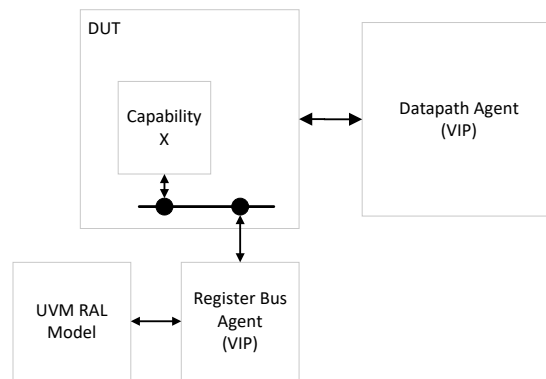 DUT
Capability
X
Datapath Agent
(VIP)
UVM RAL
Model
Register Bus
Agent
(VIP)